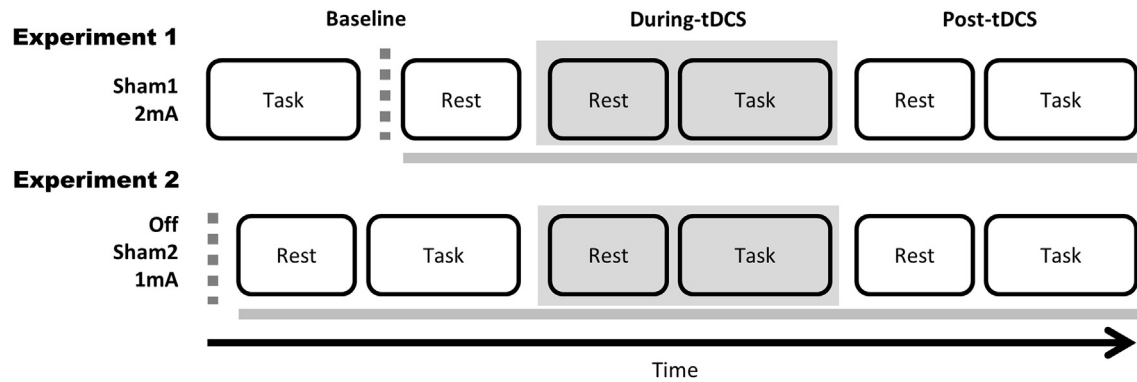 Baseline During-tDCS Post-tDCS
Experiment 1
Sham1
2mA
Task Rest Rest Task Rest Task
Experiment 2
Off
Sham2
1mA
Rest Task Rest Task Rest Task
Time